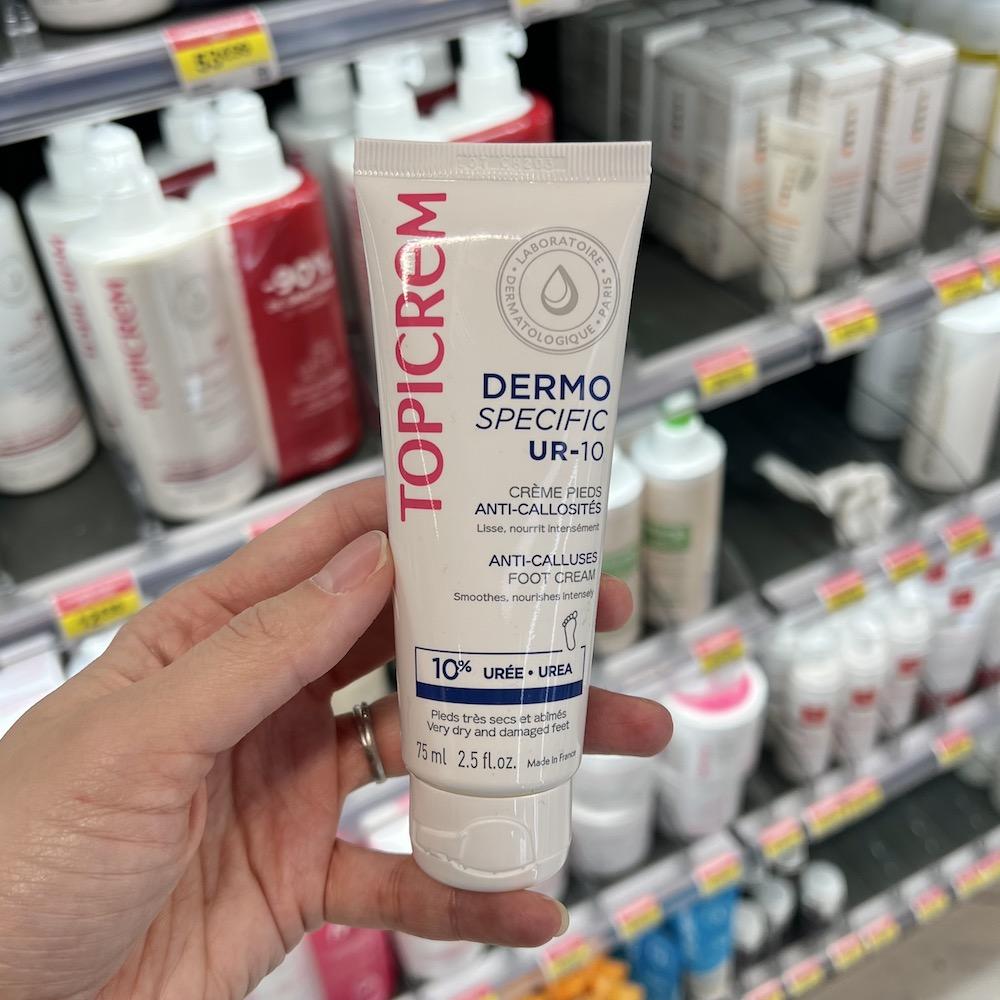 TOPICREM
LABORATOIRE • PARIS • DERMATOLOGIQUE •
DERMO
SPECIFIC
UR-10
CRÈME PIEDS
ANTI-CALLOSITÉS
Lisse, nourrit intensément
ANTI-CALLUSES
FOOT CREAM
Smoothes, nourishes intensely
10% URÉE • UREA
Pieds très secs et abîmés
Very dry and damaged feet
75 ml 2.5 fl.oz. Made in France
TOPICREM
-90%